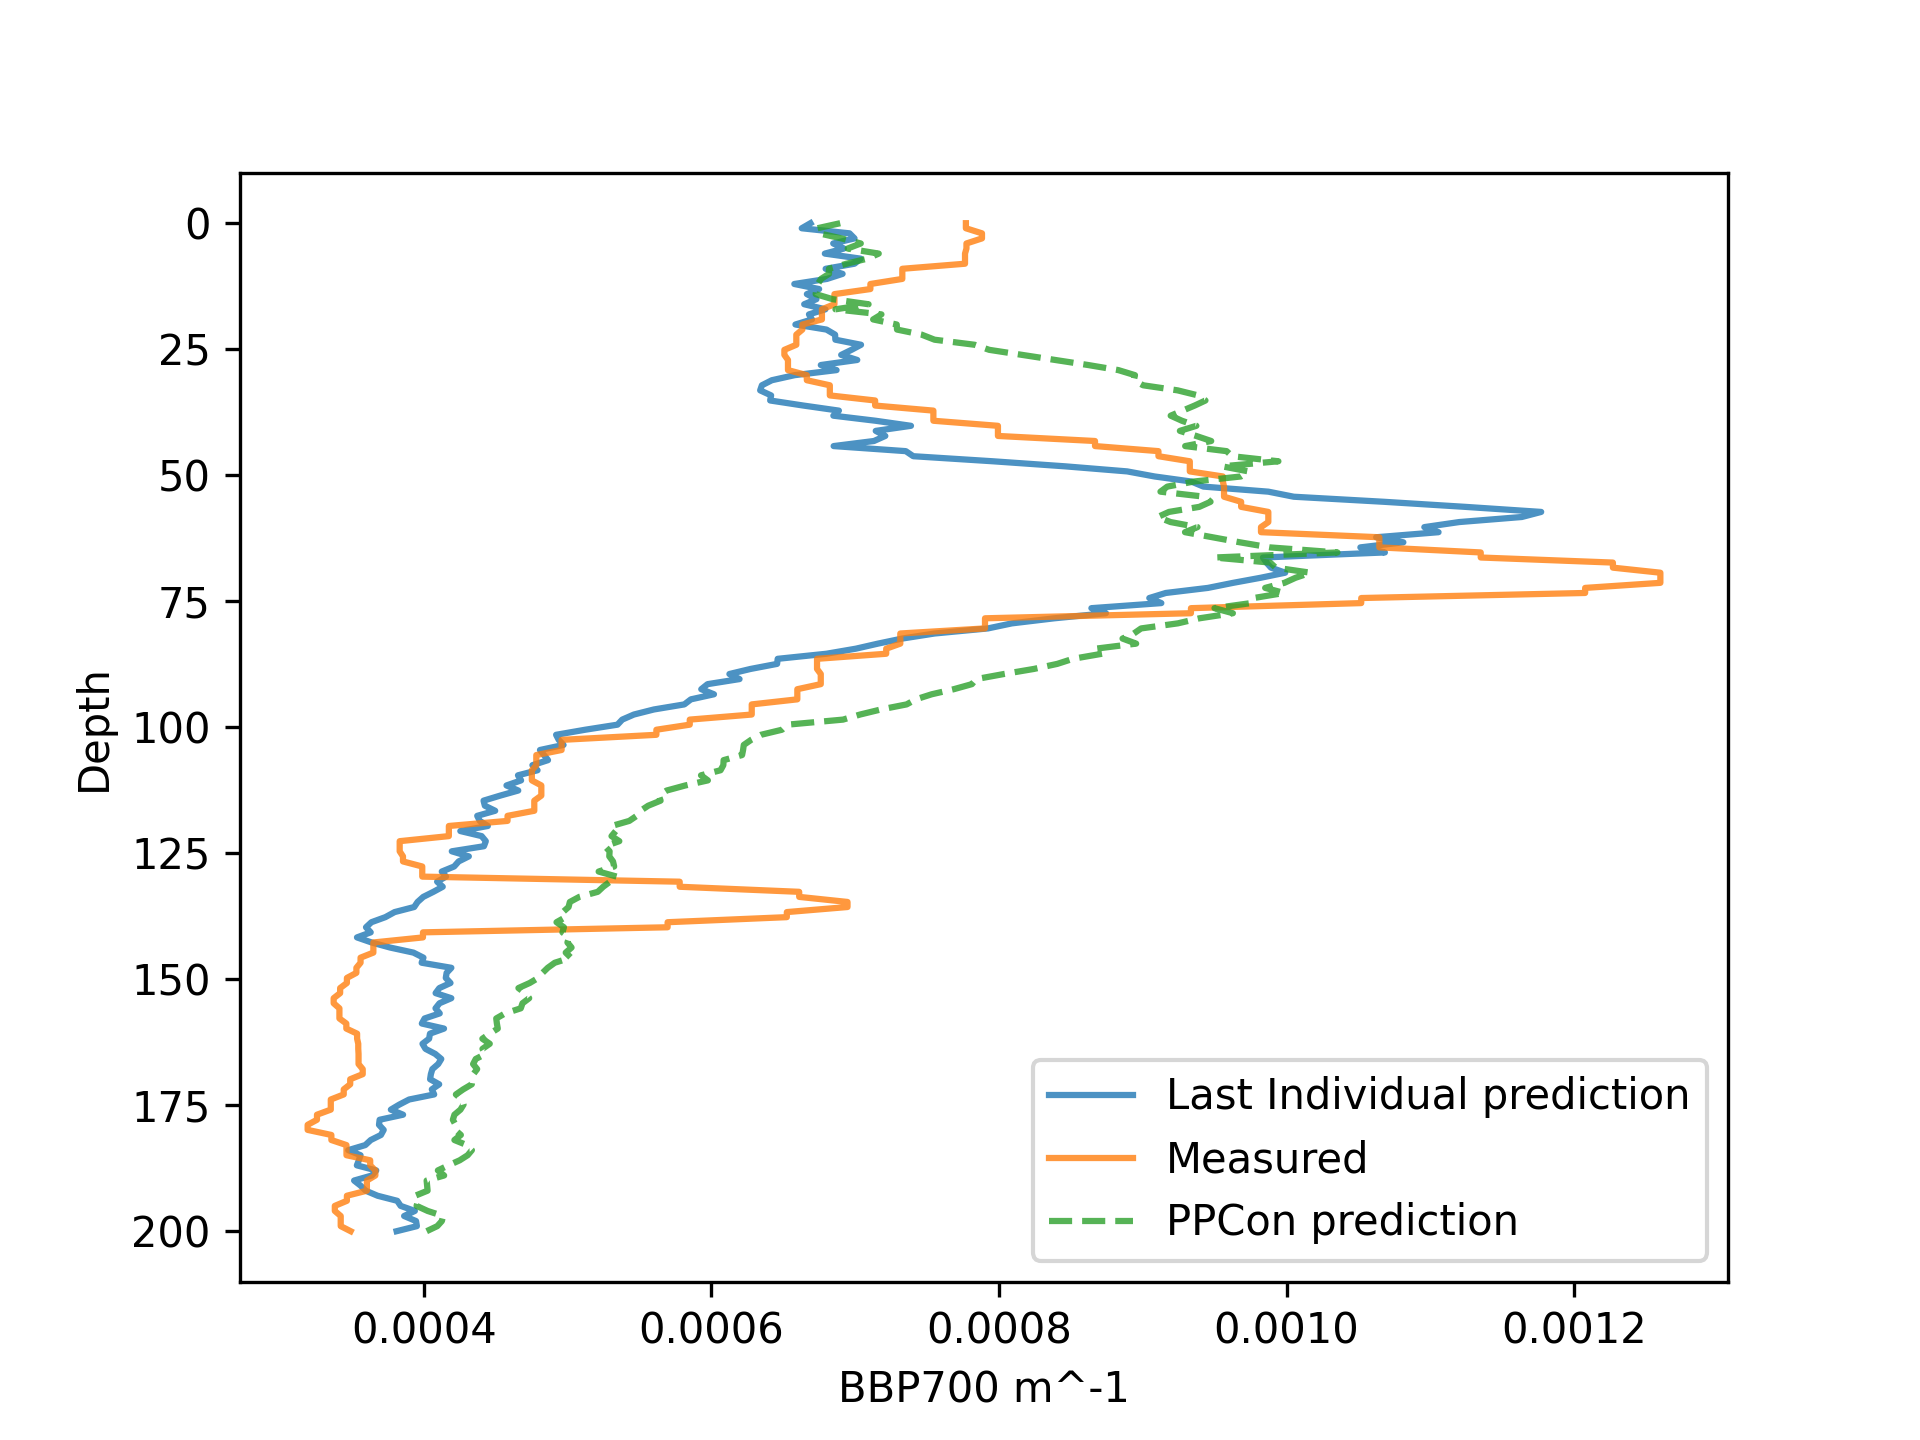 0
25
50
75
100
125
150
175
200
Depth
0.0004 0.0006 0.0008 0.0010 0.0012
BBP700 m^-1
Last Individual prediction
Measured
PPCon prediction